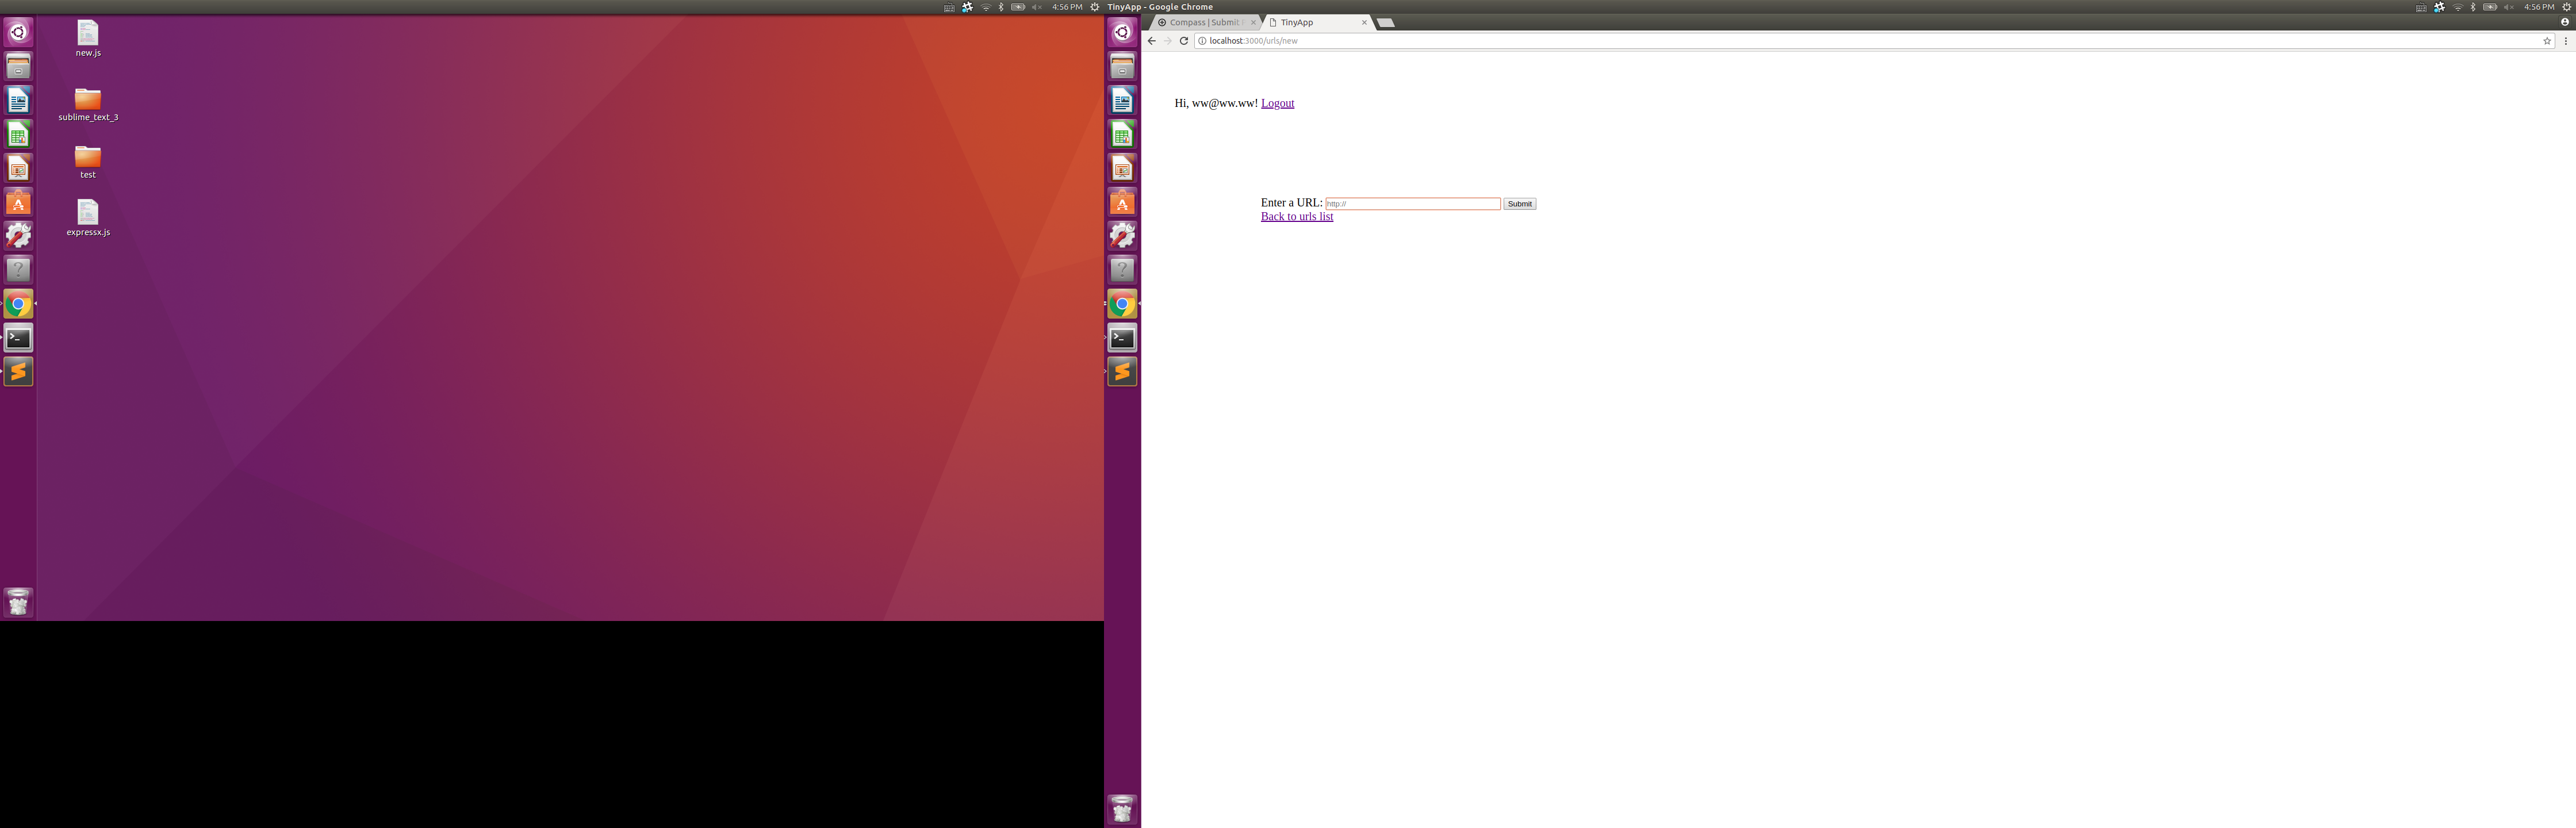 4:56 PM
new.js
sublime_text_3
test
expressx.js
TinyApp - Google Chrome
4:56 PM
Compass | Submit
TinyApp
localhost:3000/urls/new
Hi, ww@ww.ww! Logout
Enter a URL: http:// Submit
Back to urls list